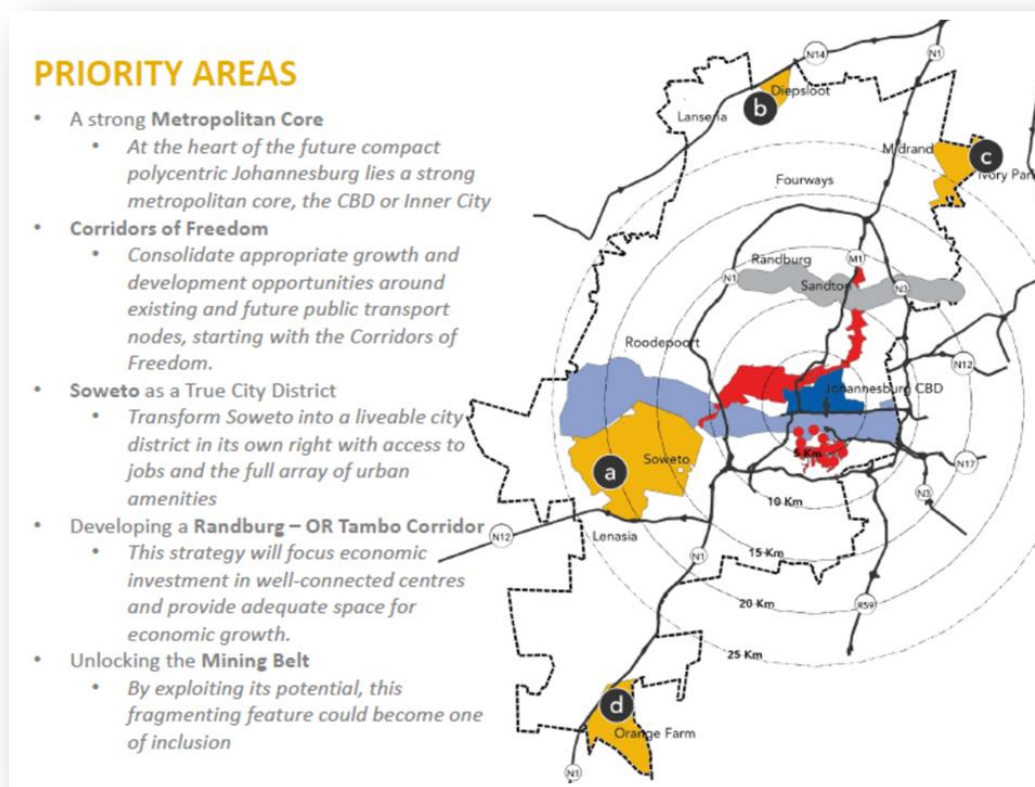 PRIORITY AREAS
• A strong Metropolitan Core
• At the heart of the future compact
polycentric Johannesburg lies a strong
metropolitan core, the CBD or Inner City
• Corridors of Freedom
• Consolidate appropriate growth and
development opportunities around
existing and future public transport
nodes, starting with the Corridors of
Freedom.
• Soweto as a True City District
• Transform Soweto into a liveable city
district in its own right with access to
jobs and the full array of urban
amenities
• Developing a Randburg – OR Tambo Corridor
• This strategy will focus economic
investment in well-connected centres
and provide adequate space for
economic growth.
• Unlocking the Mining Belt
• By exploiting its potential, this
fragmenting feature could become one
of inclusion
N14
N1
Diepsloot
b
Lanseria
Midrand
c
Ivory Par
Fourways
Randburg
M1
N1
Sandton
N3
Roodepoort
N12
Johannesburg CBD
Soweto
a
5 Km
N17
N3
10 Km
N12
Lenasia
N1
15 Km
20 Km
R59
25 Km
d
Orange Farm
N1